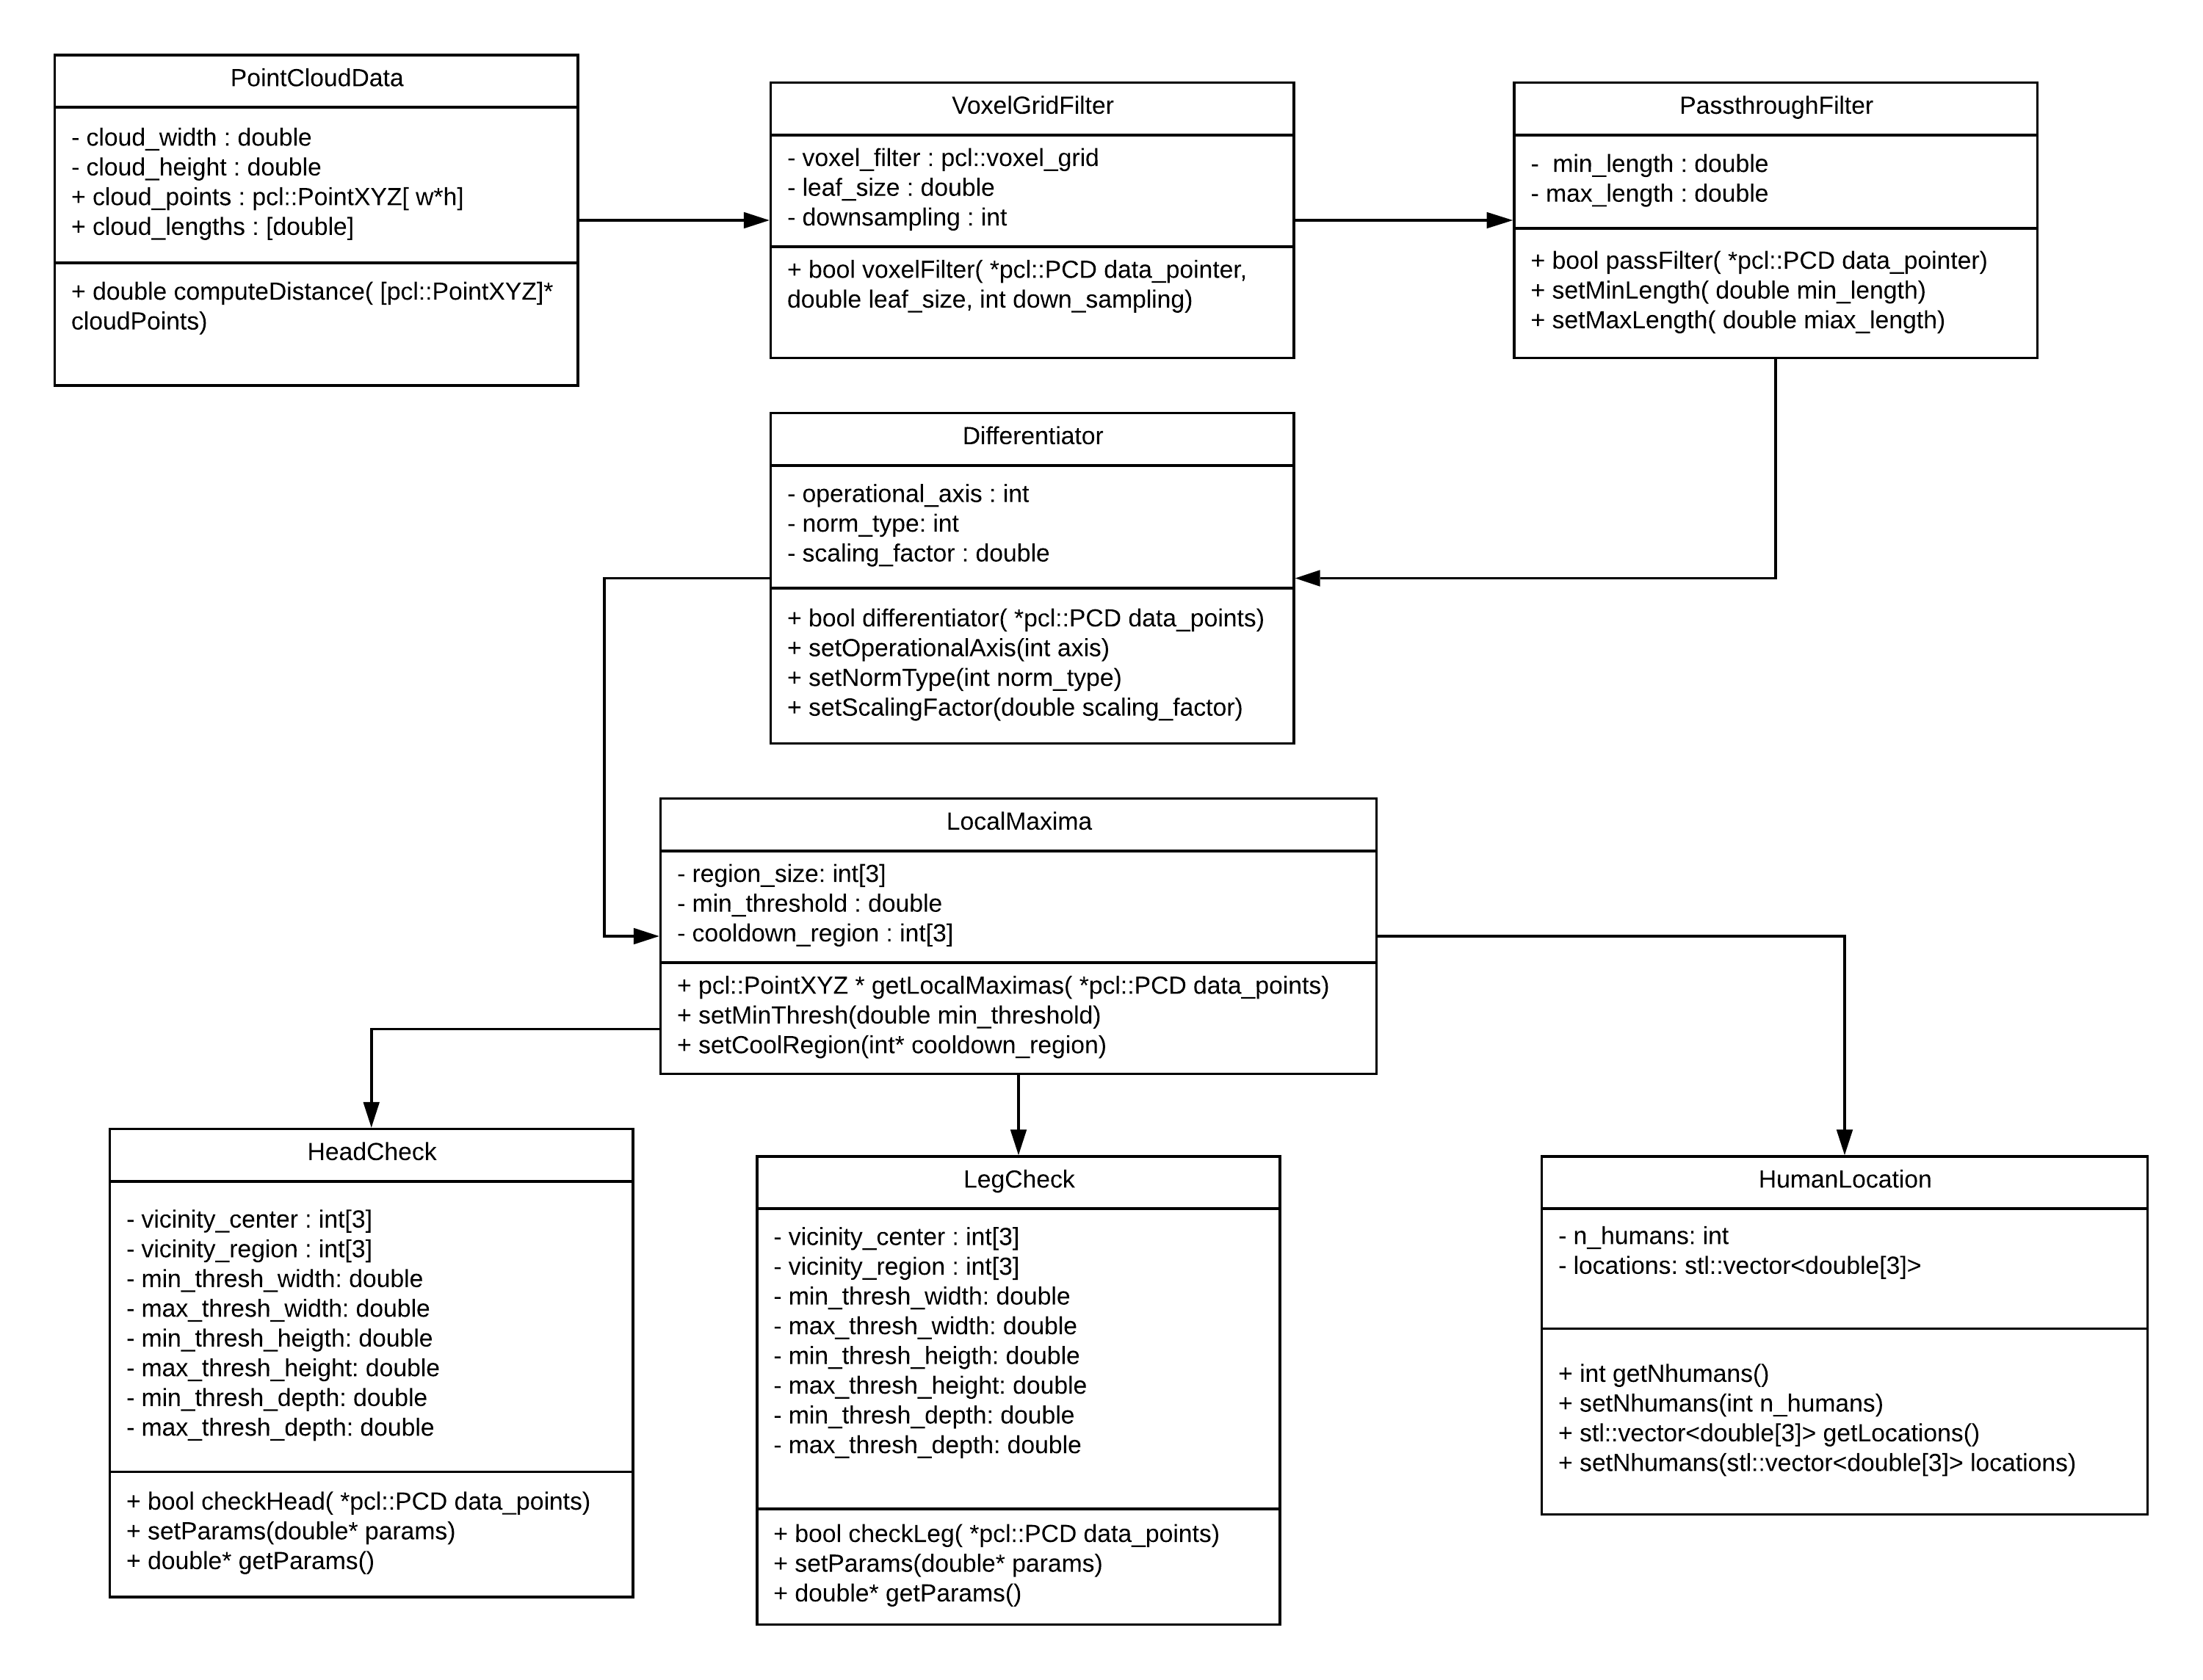 PointCloudData
- cloud_width : double
- cloud_height : double
+ cloud_points : pcl::PointXYZ[ w*h]
+ cloud_lengths : [double]
+ double computeDistance( [pcl::PointXYZ]*
cloudPoints)
VoxelGridFilter
- voxel_filter : pcl::voxel_grid
- leaf_size : double
- downsampling : int
+ bool voxelFilter( *pcl::PCD data_pointer,
double leaf_size, int down_sampling)
PassthroughFilter
-  min_length : double
- max_length : double
+ bool passFilter( *pcl::PCD data_pointer)
+ setMinLength( double min_length)
+ setMaxLength( double miax_length)
Differentiator
- operational_axis : int
- norm_type: int
- scaling_factor : double
+ bool differentiator( *pcl::PCD data_points)
+ setOperationalAxis(int axis)
+ setNormType(int norm_type)
+ setScalingFactor(double scaling_factor)
LocalMaxima
- region_size: int[3]
- min_threshold : double
- cooldown_region : int[3]
+ pcl::PointXYZ * getLocalMaximas( *pcl::PCD data_points)
+ setMinThresh(double min_threshold)
+ setCoolRegion(int* cooldown_region)
HeadCheck
- vicinity_center : int[3]
- vicinity_region : int[3]
- min_thresh_width: double
- max_thresh_width: double
- min_thresh_heigth: double
- max_thresh_height: double
- min_thresh_depth: double
- max_thresh_depth: double
+ bool checkHead( *pcl::PCD data_points)
+ setParams(double* params)
+ double* getParams()
LegCheck
- vicinity_center : int[3]
- vicinity_region : int[3]
- min_thresh_width: double
- max_thresh_width: double
- min_thresh_heigth: double
- max_thresh_height: double
- min_thresh_depth: double
- max_thresh_depth: double
+ bool checkLeg( *pcl::PCD data_points)
+ setParams(double* params)
+ double* getParams()
HumanLocation
- n_humans: int
- locations: stl::vector<double[3]>
+ int getNhumans()
+ setNhumans(int n_humans)
+ stl::vector<double[3]> getLocations()
+ setNhumans(stl::vector<double[3]> locations)